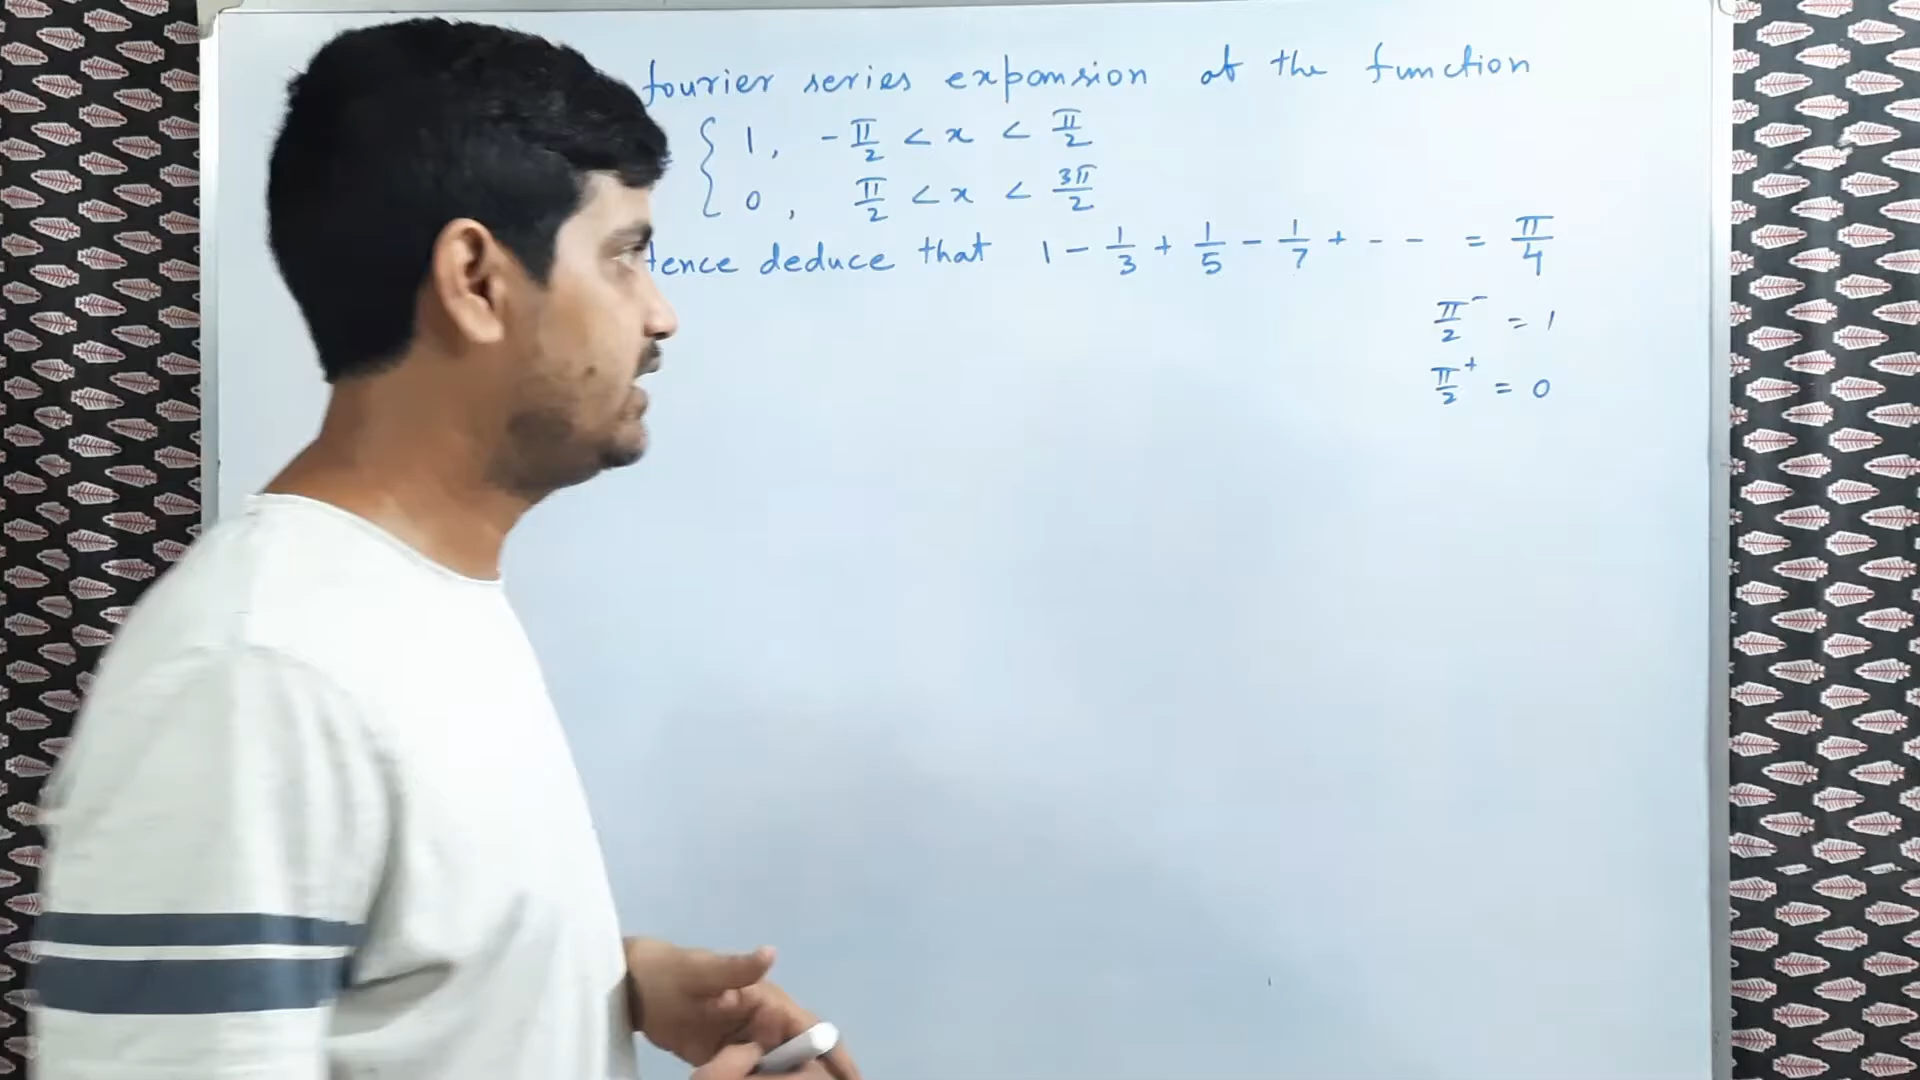 fourier series expansion of the function
{ 1, -π/2 < x < π/2
0, π/2 < x < 3π/2
Hence deduce that 1 - 1/3 + 1/5 - 1/7 + - - = π/4
π/2⁻ = 1
π/2⁺ = 0